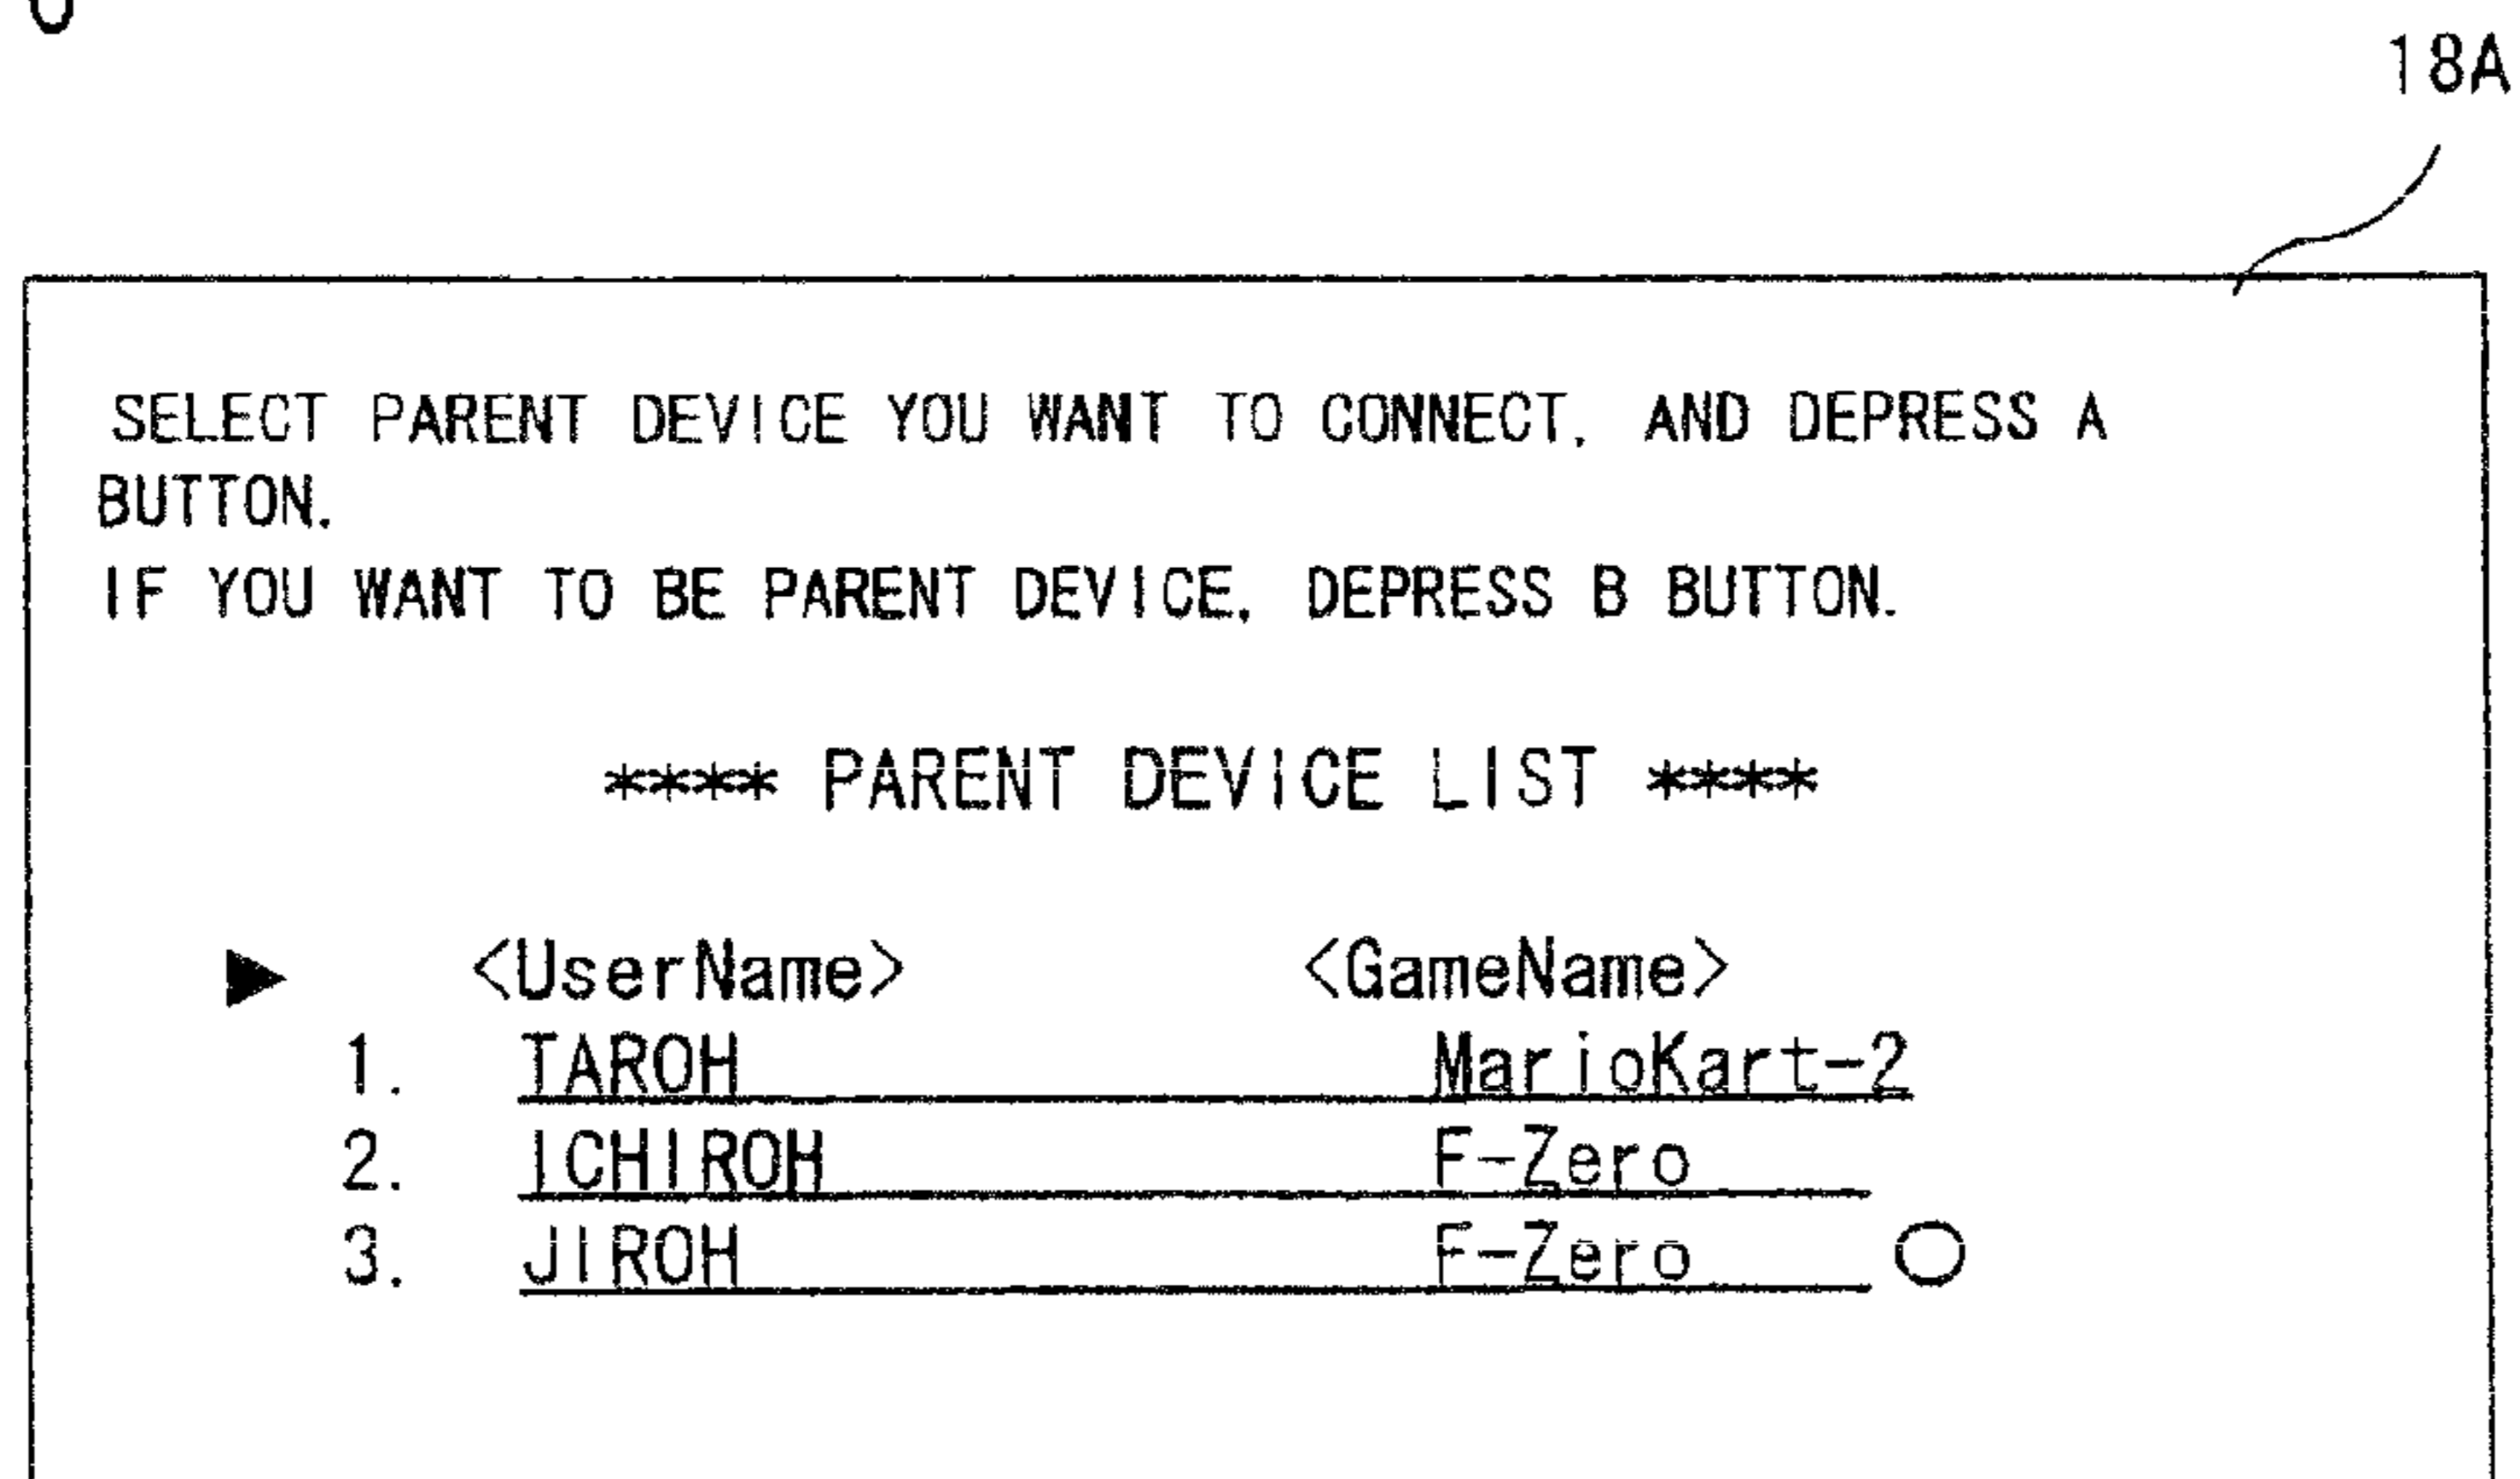 18A
SELECT PARENT DEVICE YOU WANT TO CONNECT, AND DEPRESS A
BUTTON.
IF YOU WANT TO BE PARENT DEVICE, DEPRESS B BUTTON.
**** PARENT DEVICE LIST ****
▶ <UserName> <GameName>
1. TAROH MarioKart-2
2. ICHIROH F-Zero
3. JIROH F-Zero ○